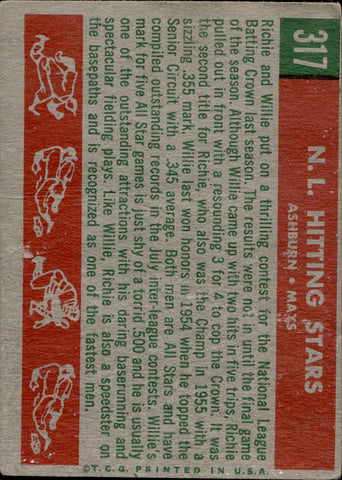 317
N. L. HITTING STARS
ASHBURN • MAYS
Richie and Willie put on a thrilling contest for the National League
Batting Crown last season. The results were not in until the final game
of the season. Although Willie came up with two hits in five trips, Richie
pulled out in front with a resounding 3 for 4 to cop the Crown. It was
the second title for Richie, who also was the Champ in 1955 with a
sizzling .355 mark. Willie last won honors in 1954 when he topped the
Senior Circuit with a .345 average. Both men are All Stars and have
compiled outstanding records in the July inter-league contests. Willie's
mark for five All Star games is just shy of a torrid .500 and he is usually
one of the outstanding attractions with his daring baserunning and
spectacular fielding plays. Like Willie, Richie is also a speedster on
the basepaths and is recognized as one of the fastest men.
© T.C.G. PRINTED IN U.S.A.